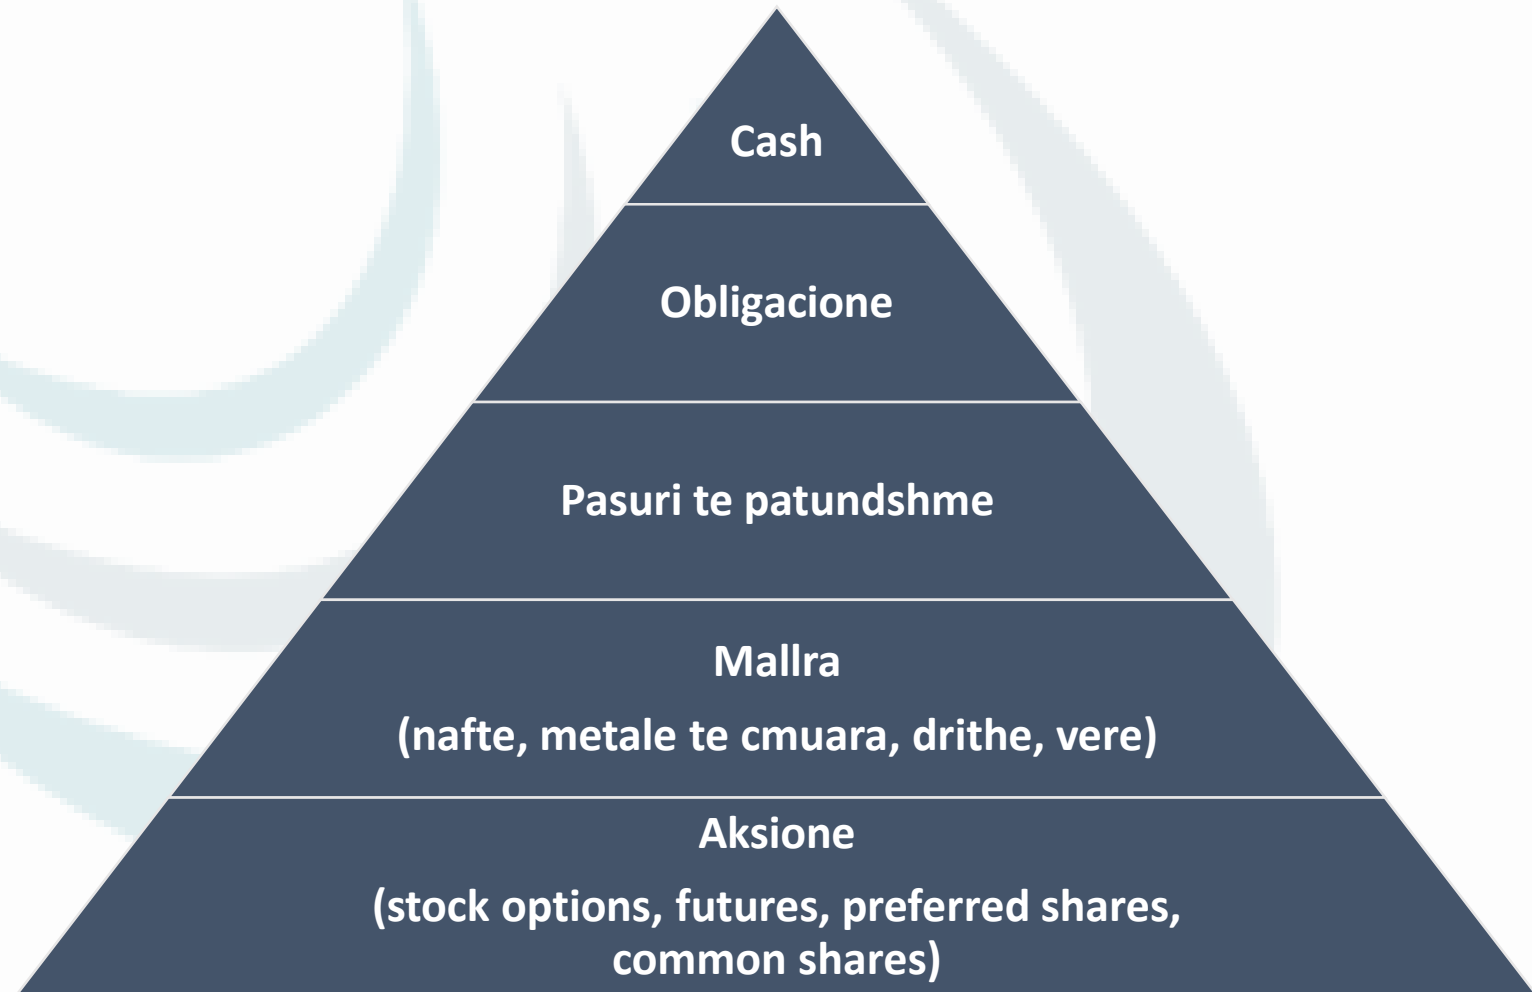 Cash
Obligacione
Pasuri te patundshme
Mallra
(nafte, metale te cmuara, drithe, vere)
Aksione
(stock options, futures, preferred shares,
common shares)